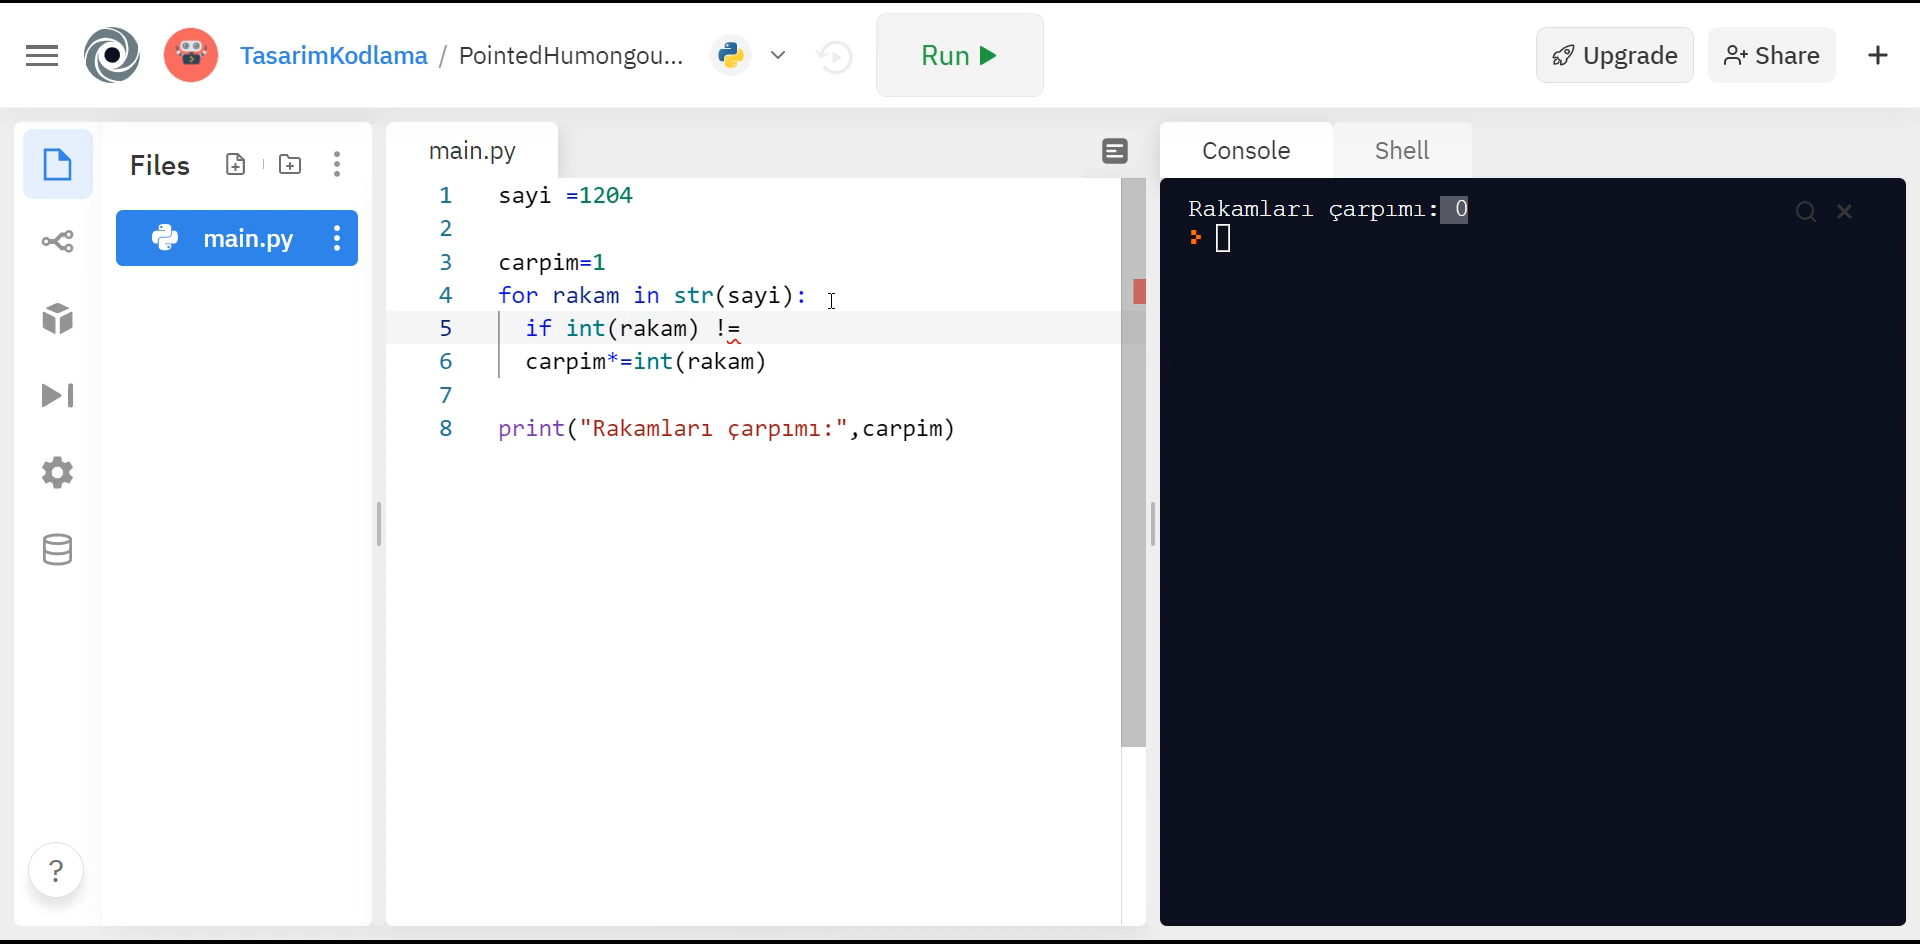 TasarimKodlama / PointedHumongou...
Run
Upgrade
Share
Files
main.py
?
main.py
1 sayi =1204
2
3 carpim=1
4 for rakam in str(sayi):
5 if int(rakam) !=
6 carpim*=int(rakam)
7
8 print("Rakamları çarpımı:",carpim)
Console
Shell
Rakamları çarpımı: 0